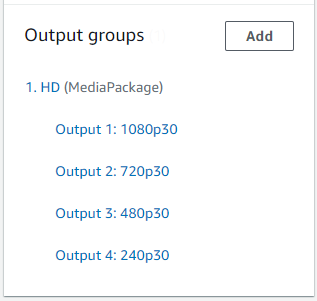 Output groups
Add
1. HD (MediaPackage)
Output 1: 1080p30
Output 2: 720p30
Output 3: 480p30
Output 4: 240p30